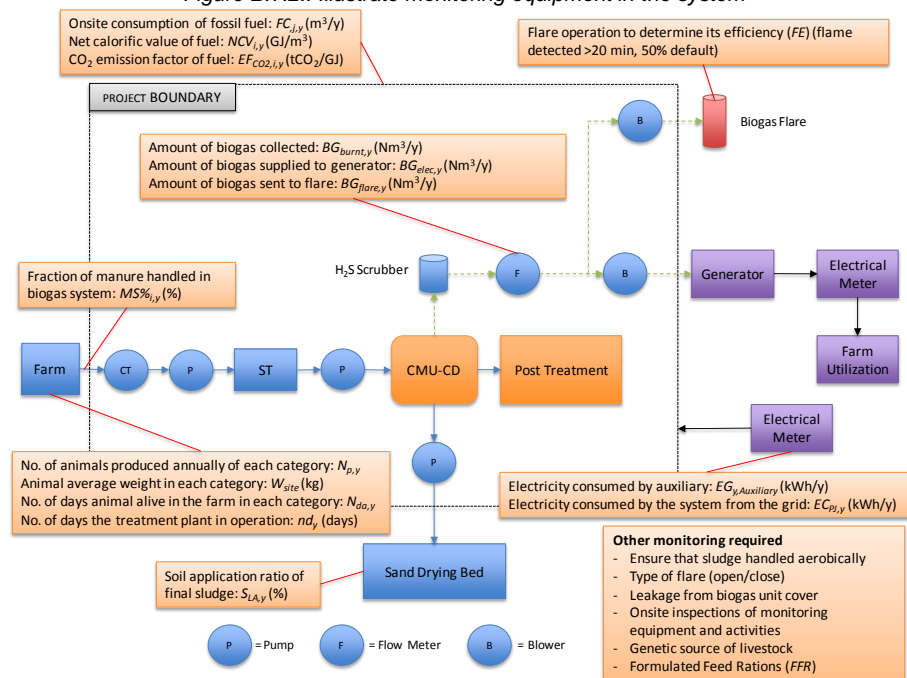 Figure B.7.2.: Illustrate monitoring equipment in the system
Onsite consumption of fossil fuel: FC,j,y (m³/y)
Net calorific value of fuel: NCVi,y (GJ/m³)
CO2 emission factor of fuel: EFCO2,i,y (tCO2/GJ)
Flare operation to determine its efficiency (FE) (flame
detected >20 min, 50% default)
PROJECT BOUNDARY
B
Biogas Flare
Amount of biogas collected: BGburnt,y (Nm³/y)
Amount of biogas supplied to generator: BGelec,y (Nm³/y)
Amount of biogas sent to flare: BGflare,y (Nm³/y)
Fraction of manure handled in
biogas system: MS%i,y (%)
H2S Scrubber
F
B
Generator
Electrical
Meter
Farm
CT
P
ST
P
CMU-CD
Post Treatment
Farm
Utilization
P
Electrical
Meter
No. of animals produced annually of each category: Np,y
Animal average weight in each category: Wsite (kg)
No. of days animal alive in the farm in each category: Nda,y
No. of days the treatment plant in operation: ndy (days)
Electricity consumed by auxiliary: EGy,Auxiliary (kWh/y)
Electricity consumed by the system from the grid: ECPJ,y (kWh/y)
Soil application ratio of
final sludge: SLA,y (%)
Sand Drying Bed
Other monitoring required
- Ensure that sludge handled aerobically
- Type of flare (open/close)
- Leakage from biogas unit cover
- Onsite inspections of monitoring
equipment and activities
- Genetic source of livestock
- Formulated Feed Rations (FFR)
P = Pump
F = Flow Meter
B = Blower